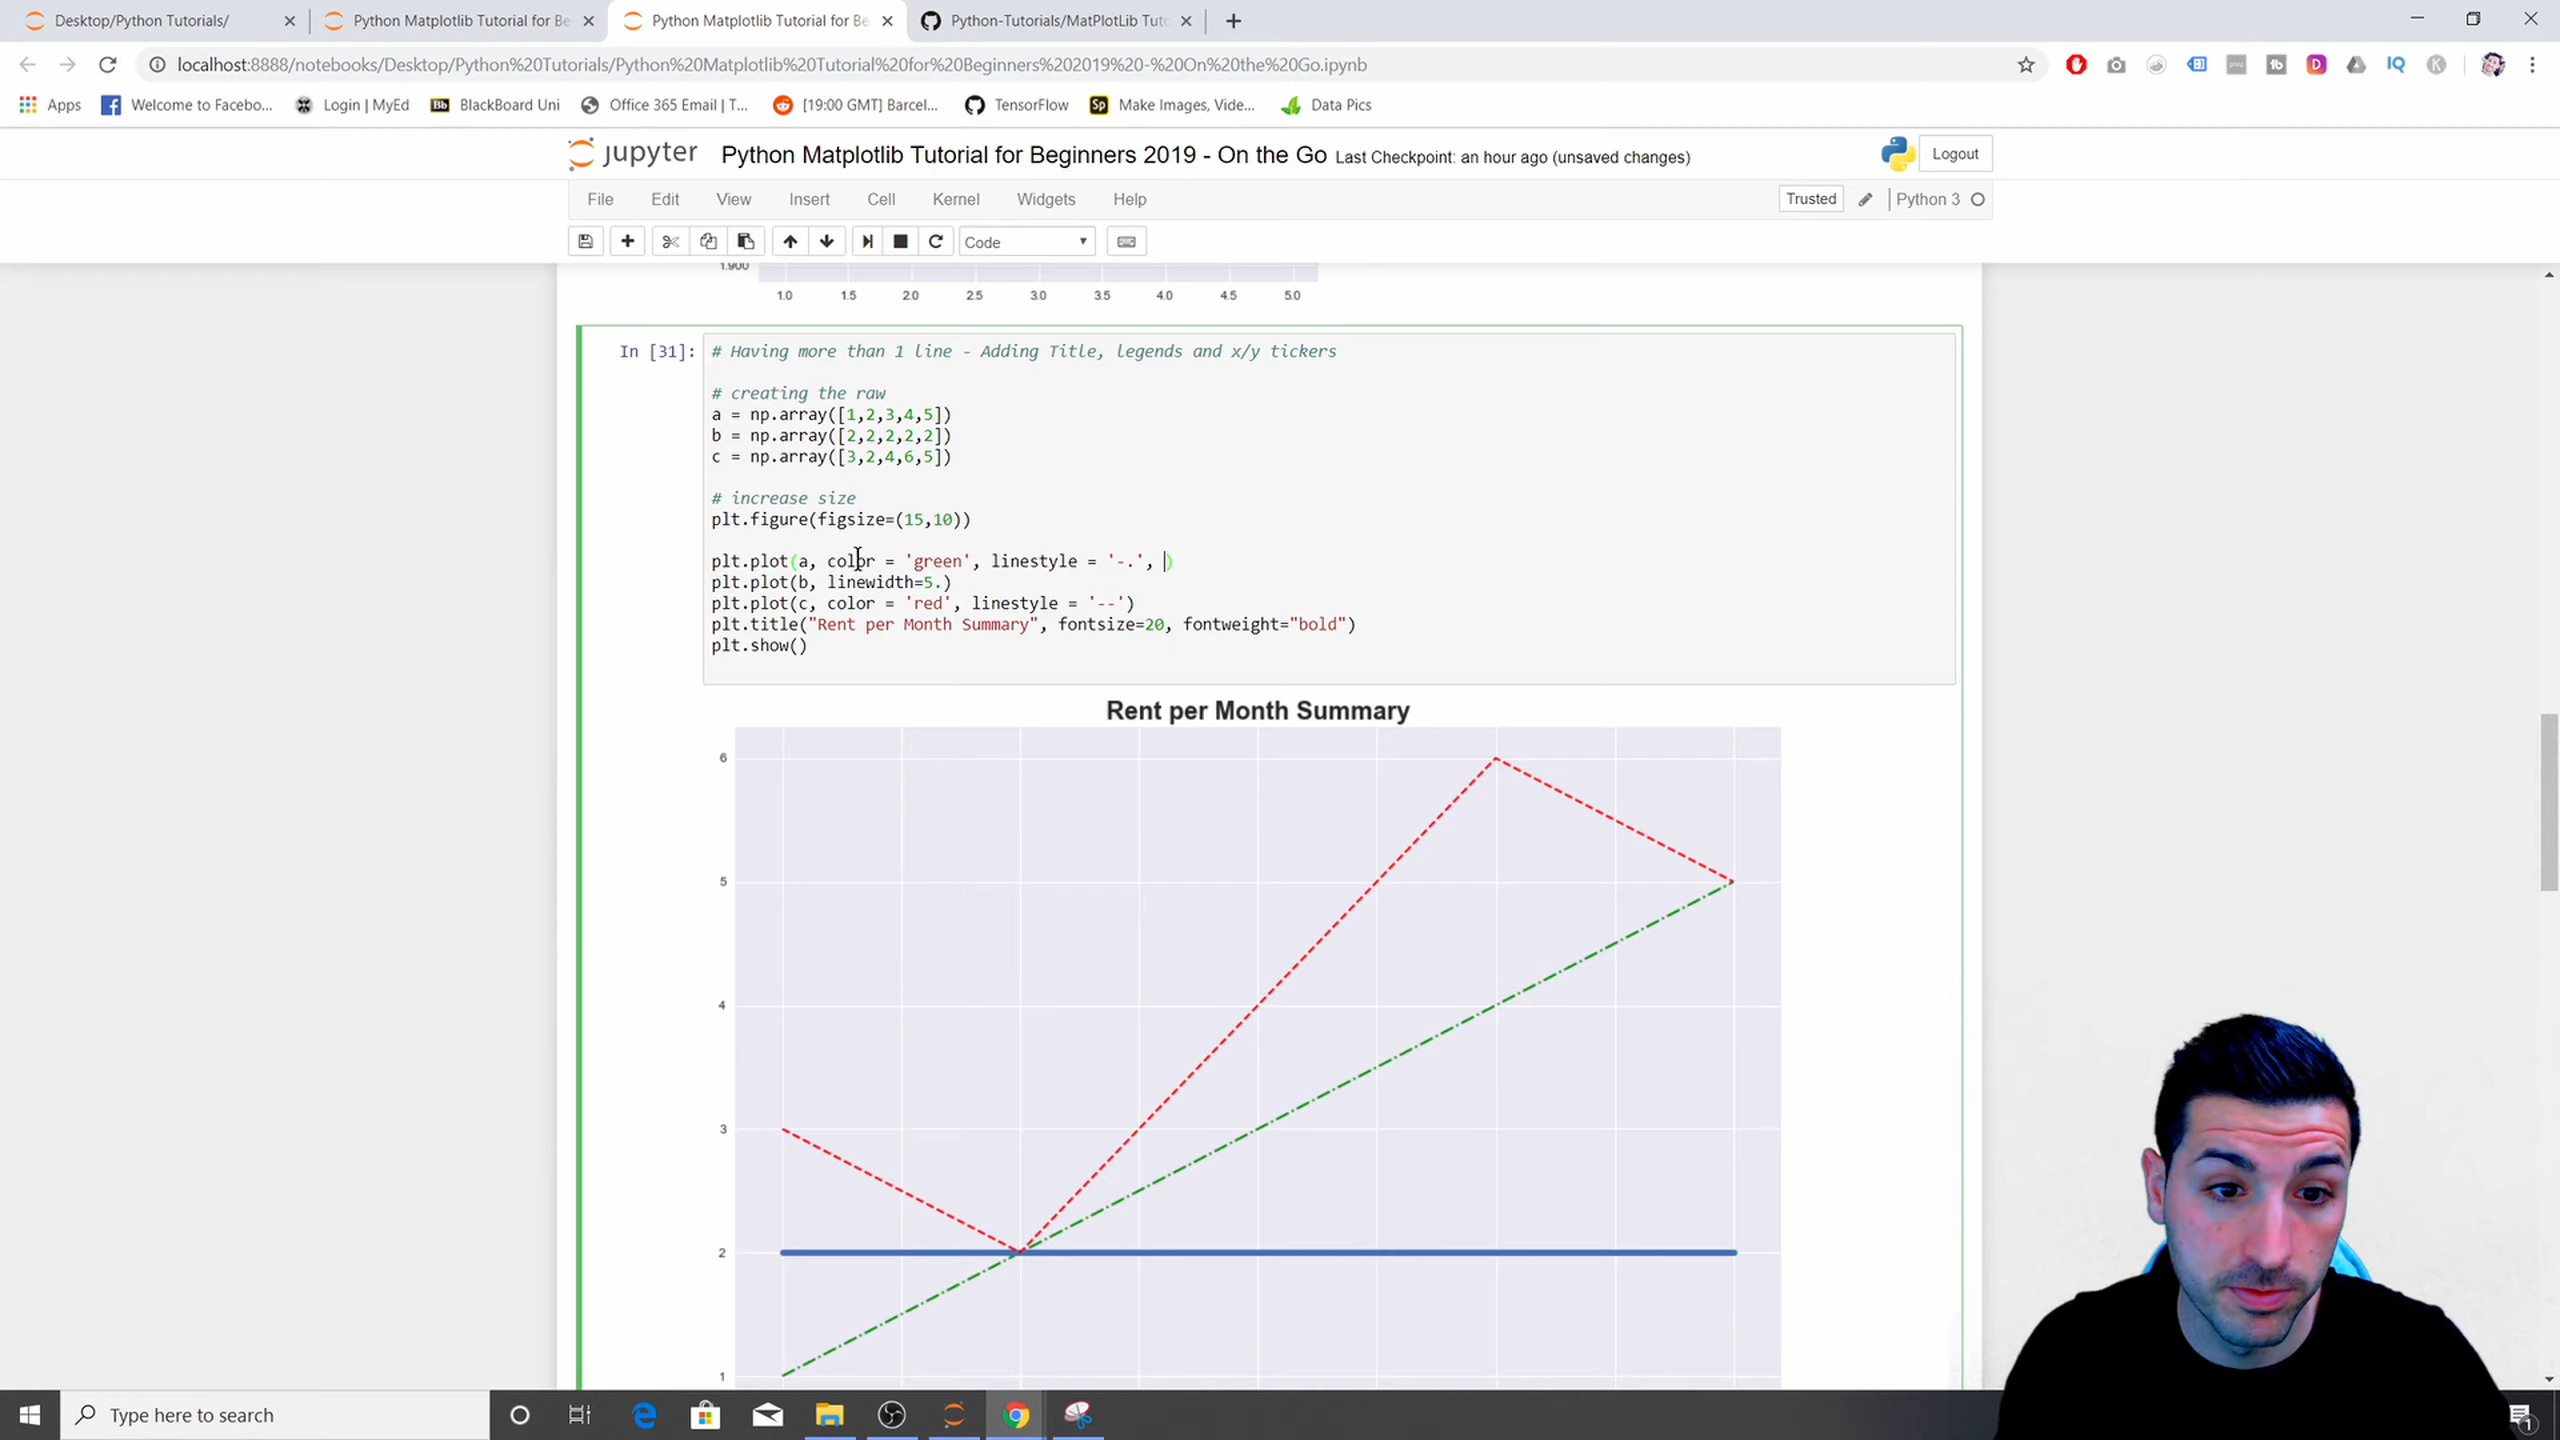 Desktop/Python Tutorials/
Python Matplotlib Tutorial for Be
Python Matplotlib Tutorial for Be
Python-Tutorials/MatPlotLib Tuto
localhost:8888/notebooks/Desktop/Python%20Tutorials/Python%20Matplotlib%20Tutorial%20for%20Beginners%202019%20-%20On%20the%20Go.ipynb
Apps
Welcome to Facebo...
Login | MyEd
Bb BlackBoard Uni
Office 365 Email | T...
[19:00 GMT] Barcel...
TensorFlow
Sp Make Images, Vide...
Data Pics
jupyter
Python Matplotlib Tutorial for Beginners 2019 - On the Go Last Checkpoint: an hour ago (unsaved changes)
Logout
File Edit View Insert Cell Kernel Widgets Help
Trusted
Python 3
Code
1.900
1.0 1.5 2.0 2.5 3.0 3.5 4.0 4.5 5.0
In [31]:
# Having more than 1 line - Adding Title, legends and x/y tickers
# creating the raw
a = np.array([1,2,3,4,5])
b = np.array([2,2,2,2,2])
c = np.array([3,2,4,6,5])
# increase size
plt.figure(figsize=(15,10))
plt.plot(a, color = 'green', linestyle = '-.', )
plt.plot(b, linewidth=5.)
plt.plot(c, color = 'red', linestyle = '--')
plt.title("Rent per Month Summary", fontsize=20, fontweight="bold")
plt.show()
Rent per Month Summary
6
5
4
3
2
1
Type here to search
1